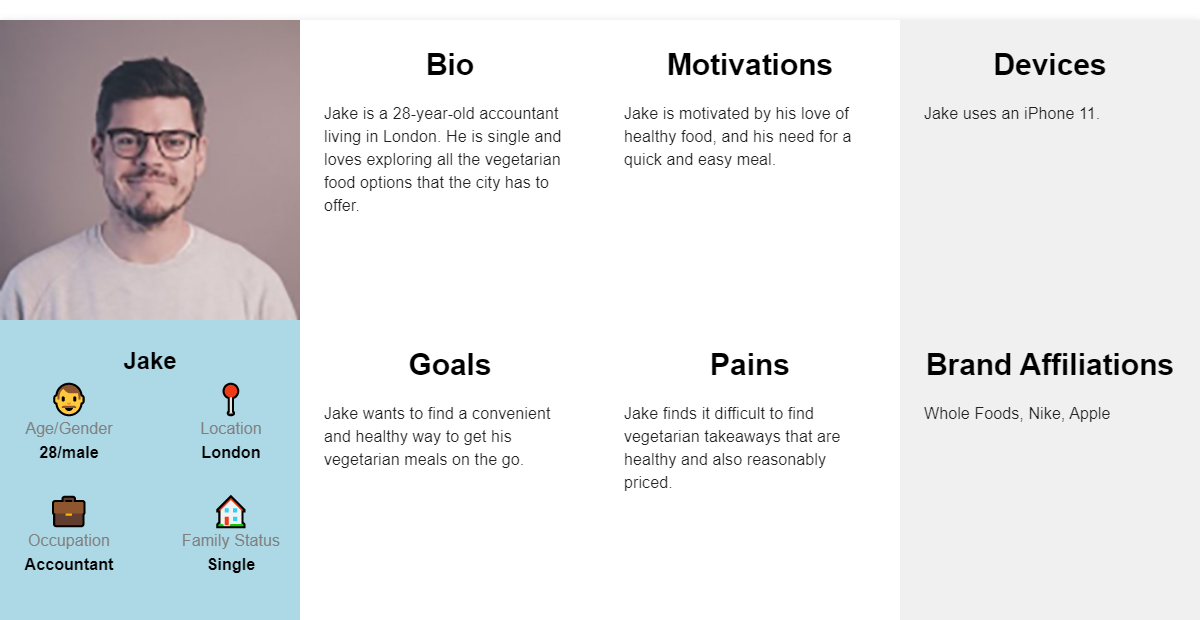 Bio
Jake is a 28-year-old accountant
living in London. He is single and
loves exploring all the vegetarian
food options that the city has to
offer.
Motivations
Jake is motivated by his love of
healthy food, and his need for a
quick and easy meal.
Devices
Jake uses an iPhone 11.
Jake
Age/Gender
28/male
Location
London
Occupation
Accountant
Family Status
Single
Goals
Jake wants to find a convenient
and healthy way to get his
vegetarian meals on the go.
Pains
Jake finds it difficult to find
vegetarian takeaways that are
healthy and also reasonably
priced.
Brand Affiliations
Whole Foods, Nike, Apple